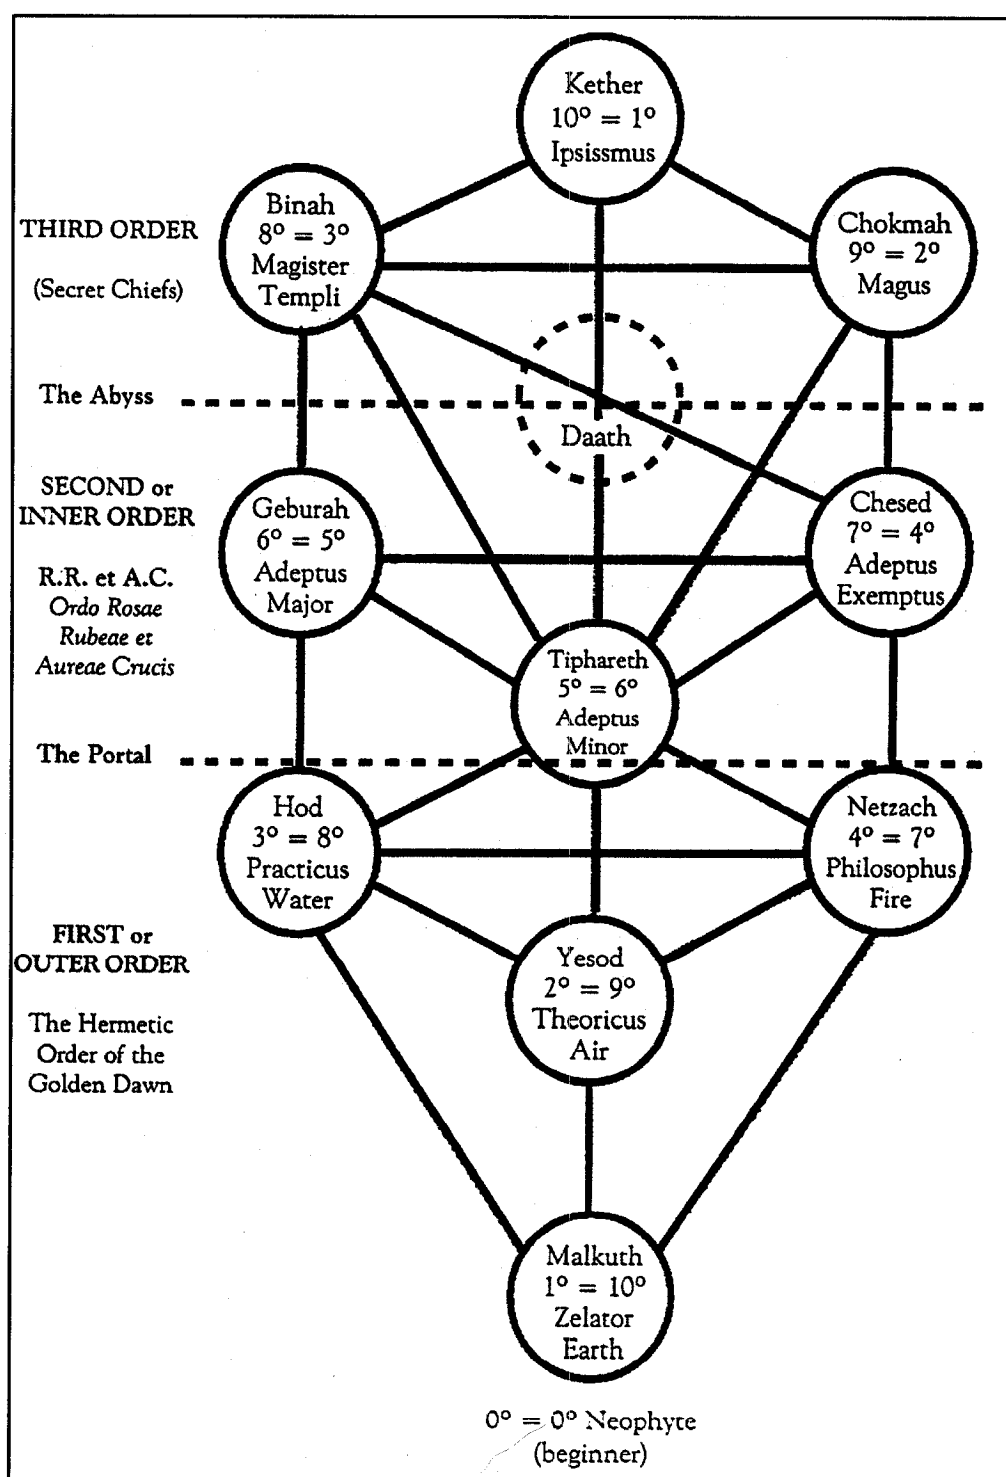 Kether
10° = 1°
Ipsissmus
Binah
8° = 3°
Magister
Templi
Chokmah
9° = 2°
Magus
THIRD ORDER
(Secret Chiefs)
The Abyss
Daath
SECOND or
INNER ORDER
R.R. et A.C.
Ordo Rosae
Rubeae et
Aureae Crucis
Geburah
6° = 5°
Adeptus
Major
Chesed
7° = 4°
Adeptus
Exemptus
Tiphareth
5° = 6°
Adeptus
Minor
The Portal
Hod
3° = 8°
Practicus
Water
Netzach
4° = 7°
Philosophus
Fire
FIRST or
OUTER ORDER
The Hermetic
Order of the
Golden Dawn
Yesod
2° = 9°
Theoricus
Air
Malkuth
1° = 10°
Zelator
Earth
0° = 0° Neophyte
(beginner)